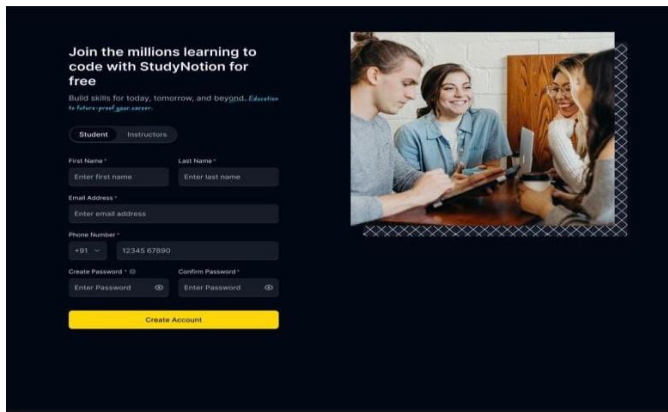 Join the millions learning to
code with StudyNotion for
free
Build skills for today, tomorrow, and beyond. Education
to future-proof your career.
Student Instructors
First Name * Last Name *
Enter first name Enter last name
Email Address *
Enter email address
Phone Number *
+91 12345 67890
Create Password * Confirm Password *
Enter Password Enter Password
Create Account